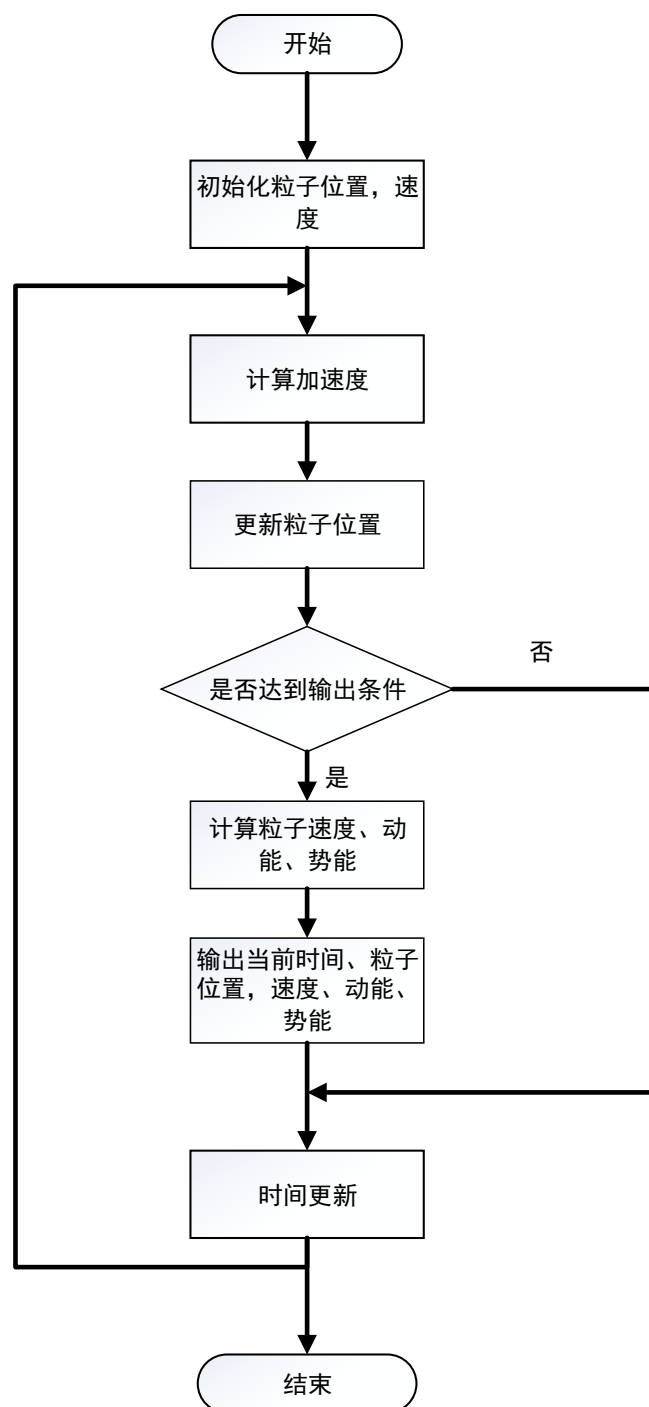 开始
初始化粒子位置，速
度
计算加速度
更新粒子位置
否
是否达到输出条件
是
计算粒子速度、动
能、势能
输出当前时间、粒子
位置，速度、动能、
势能
时间更新
结束